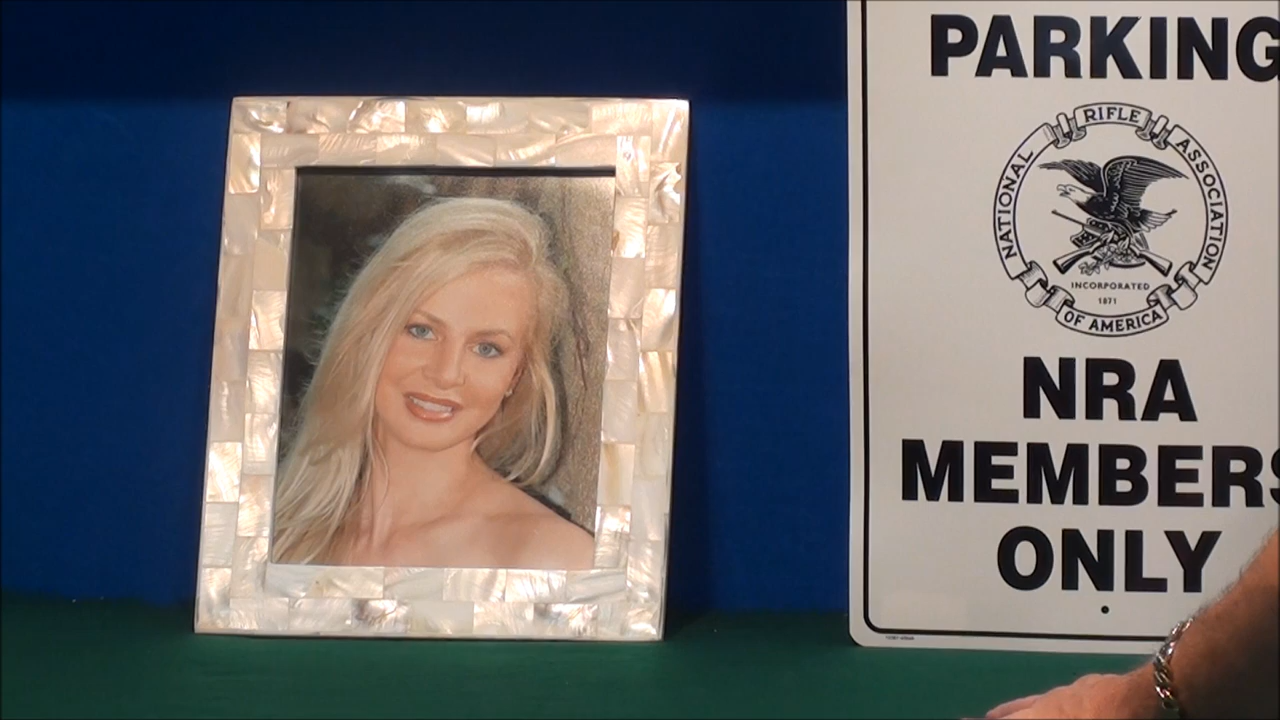 PARKING
NATIONAL RIFLE ASSOCIATION
INCORPORATED
1871
OF AMERICA
NRA
MEMBERS
ONLY